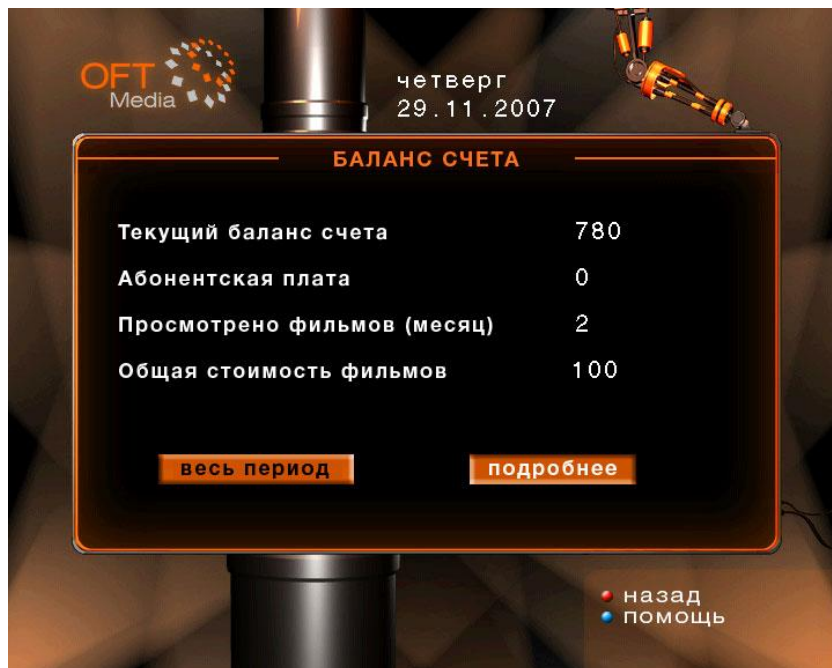 OFT
Media
четверг
29.11.2007
БАЛАНС СЧЕТА
Текущий баланс счета 780
Абонентская плата 0
Просмотрено фильмов (месяц) 2
Общая стоимость фильмов 100
весь период подробнее
назад
помощь